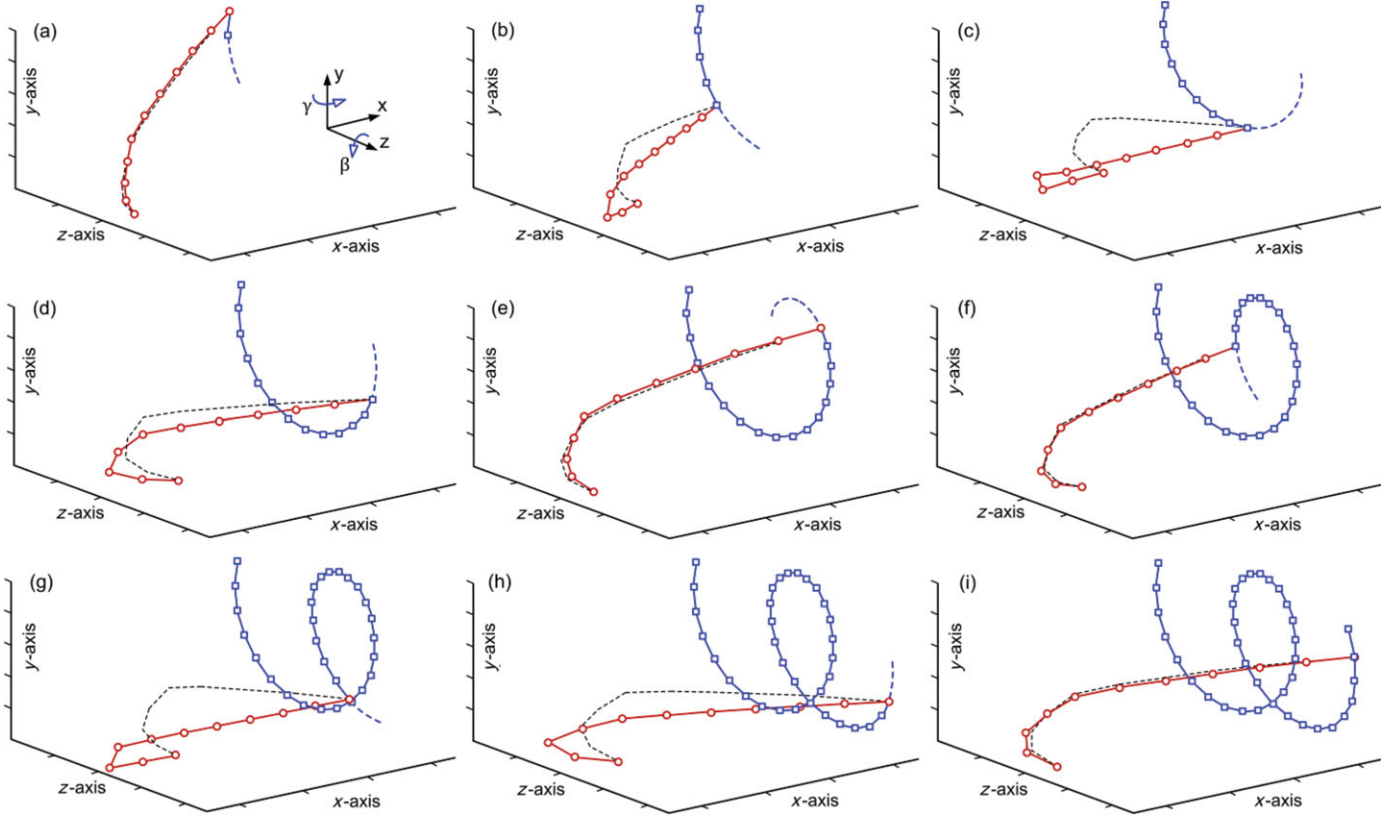 (a)
y-axis
z-axis
x-axis
y
x
z
γ
β
(b)
y-axis
z-axis
x-axis
(c)
y-axis
z-axis
x-axis
(d)
y-axis
z-axis
x-axis
(e)
y-axis
z-axis
x-axis
(f)
y-axis
z-axis
x-axis
(g)
y-axis
z-axis
x-axis
(h)
y-axis
z-axis
x-axis
(i)
y-axis
z-axis
x-axis